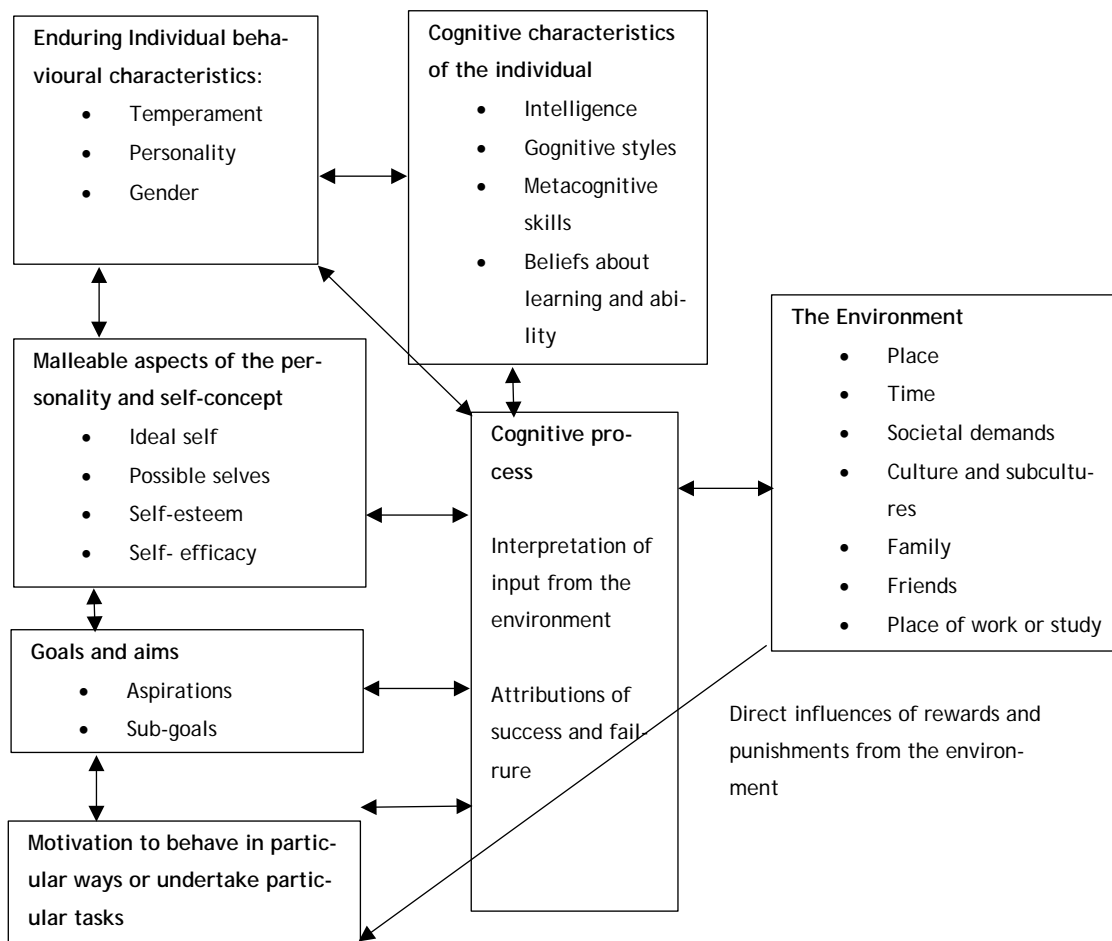 Enduring Individual beha-
vioural characteristics:
• Temperament
• Personality
• Gender
Cognitive characteristics
of the individual
• Intelligence
• Gognitive styles
• Metacognitive
skills
• Beliefs about
learning and abi-
lity
The Environment
• Place
• Time
• Societal demands
• Culture and subcultu-
res
• Family
• Friends
• Place of work or study
Malleable aspects of the per-
sonality and self-concept
• Ideal self
• Possible selves
• Self-esteem
• Self- efficacy
Cognitive pro-
cess
Interpretation of
input from the
environment
Attributions of
success and fail-
rure
Goals and aims
• Aspirations
• Sub-goals
Direct influences of rewards and
punishments from the environ-
ment
Motivation to behave in partic-
ular ways or undertake partic-
ular tasks